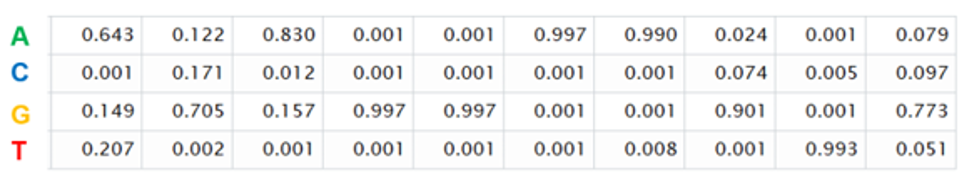 A 0.643 0.122 0.830 0.001 0.001 0.997 0.990 0.024 0.001 0.079
C 0.001 0.171 0.012 0.001 0.001 0.001 0.001 0.074 0.005 0.097
G 0.149 0.705 0.157 0.997 0.997 0.001 0.001 0.901 0.001 0.773
T 0.207 0.002 0.001 0.001 0.001 0.001 0.008 0.001 0.993 0.051